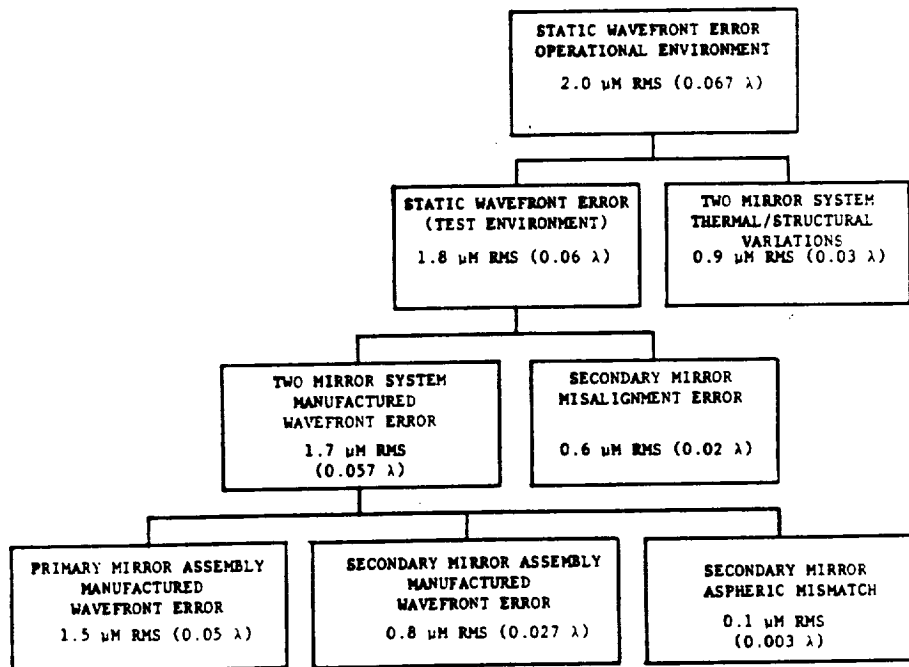 STATIC WAVEFRONT ERROR
OPERATIONAL ENVIRONMENT
2.0 µM RMS (0.067 λ)
STATIC WAVEFRONT ERROR
(TEST ENVIRONMENT)
1.8 µM RMS (0.06 λ)
TWO MIRROR SYSTEM
THERMAL/STRUCTURAL
VARIATIONS
0.9 µM RMS (0.03 λ)
TWO MIRROR SYSTEM
MANUFACTURED
WAVEFRONT ERROR
1.7 µM RMS
(0.057 λ)
SECONDARY MIRROR
MISALIGNMENT ERROR
0.6 µM RMS (0.02 λ)
PRIMARY MIRROR ASSEMBLY
MANUFACTURED
WAVEFRONT ERROR
1.5 µM RMS (0.05 λ)
SECONDARY MIRROR ASSEMBLY
MANUFACTURED
WAVEFRONT ERROR
0.8 µM RMS (0.027 λ)
SECONDARY MIRROR
ASPHERIC MISMATCH
0.1 µM RMS
(0.003 λ)